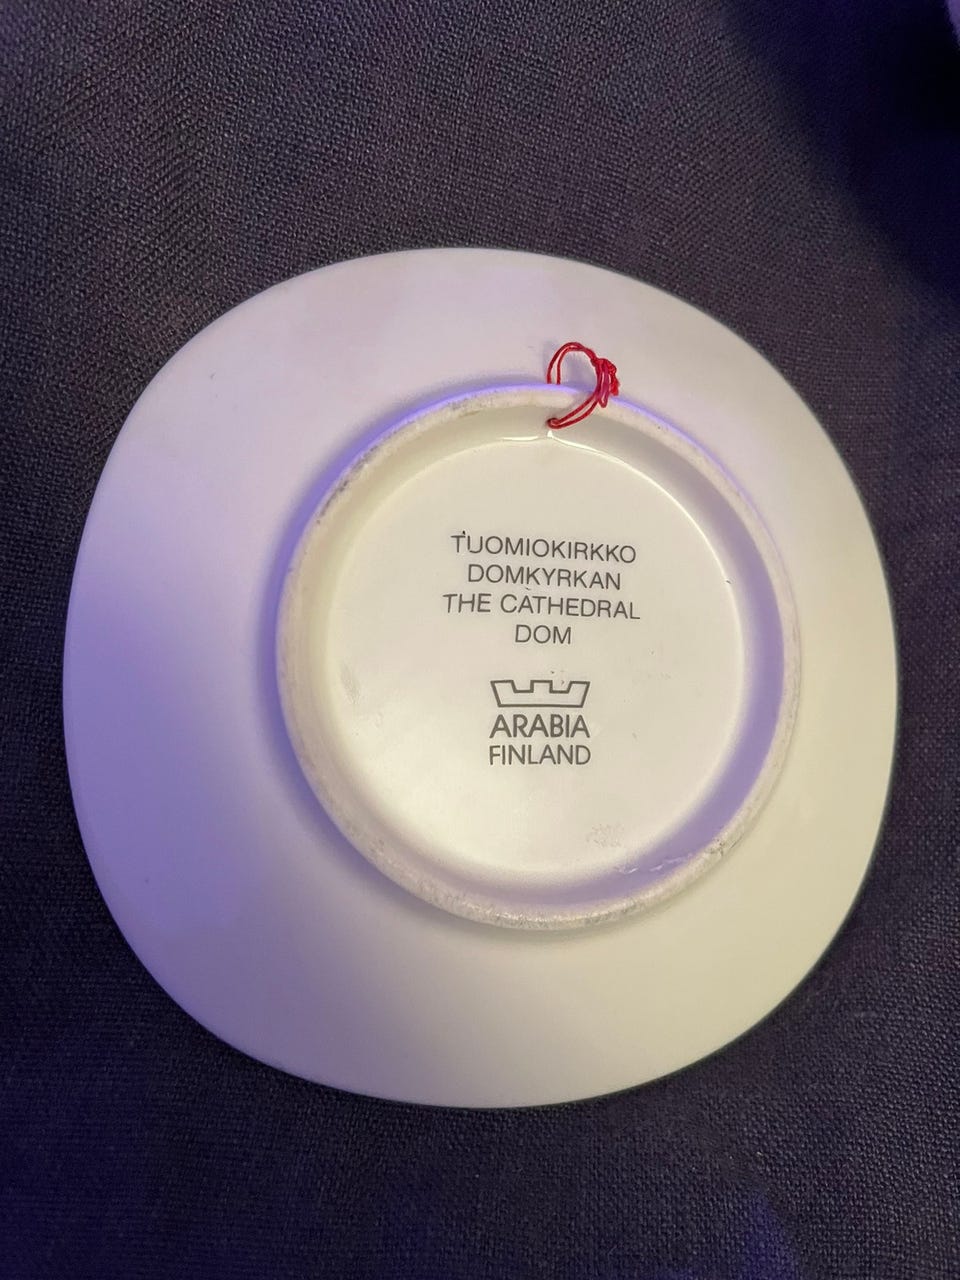 TUOMIOKIRKKO
DOMKYRKAN
THE CATHEDRAL
DOM
ARABIA
FINLAND